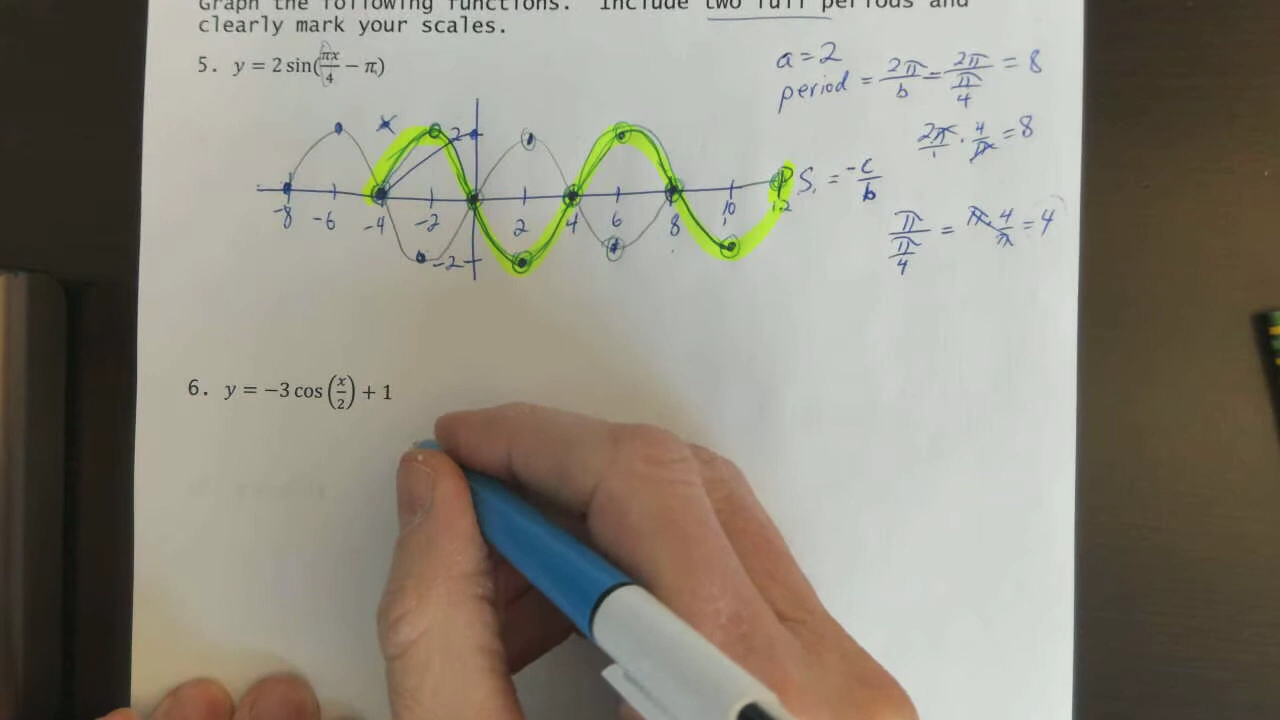 Graph the following functions. Include two full periods and
clearly mark your scales.
5. y = 2 sin(πx/4 − π)
a = 2
period = 2π/b = 2π/(π/4) = 8
2π/1 · 4/π = 8
S. = -c/b
π/(π/4) = π · 4/π = 4
2
-8 -6 -4 -2 2 4 6 8 10 12
-2
6. y = −3 cos(x/2) + 1